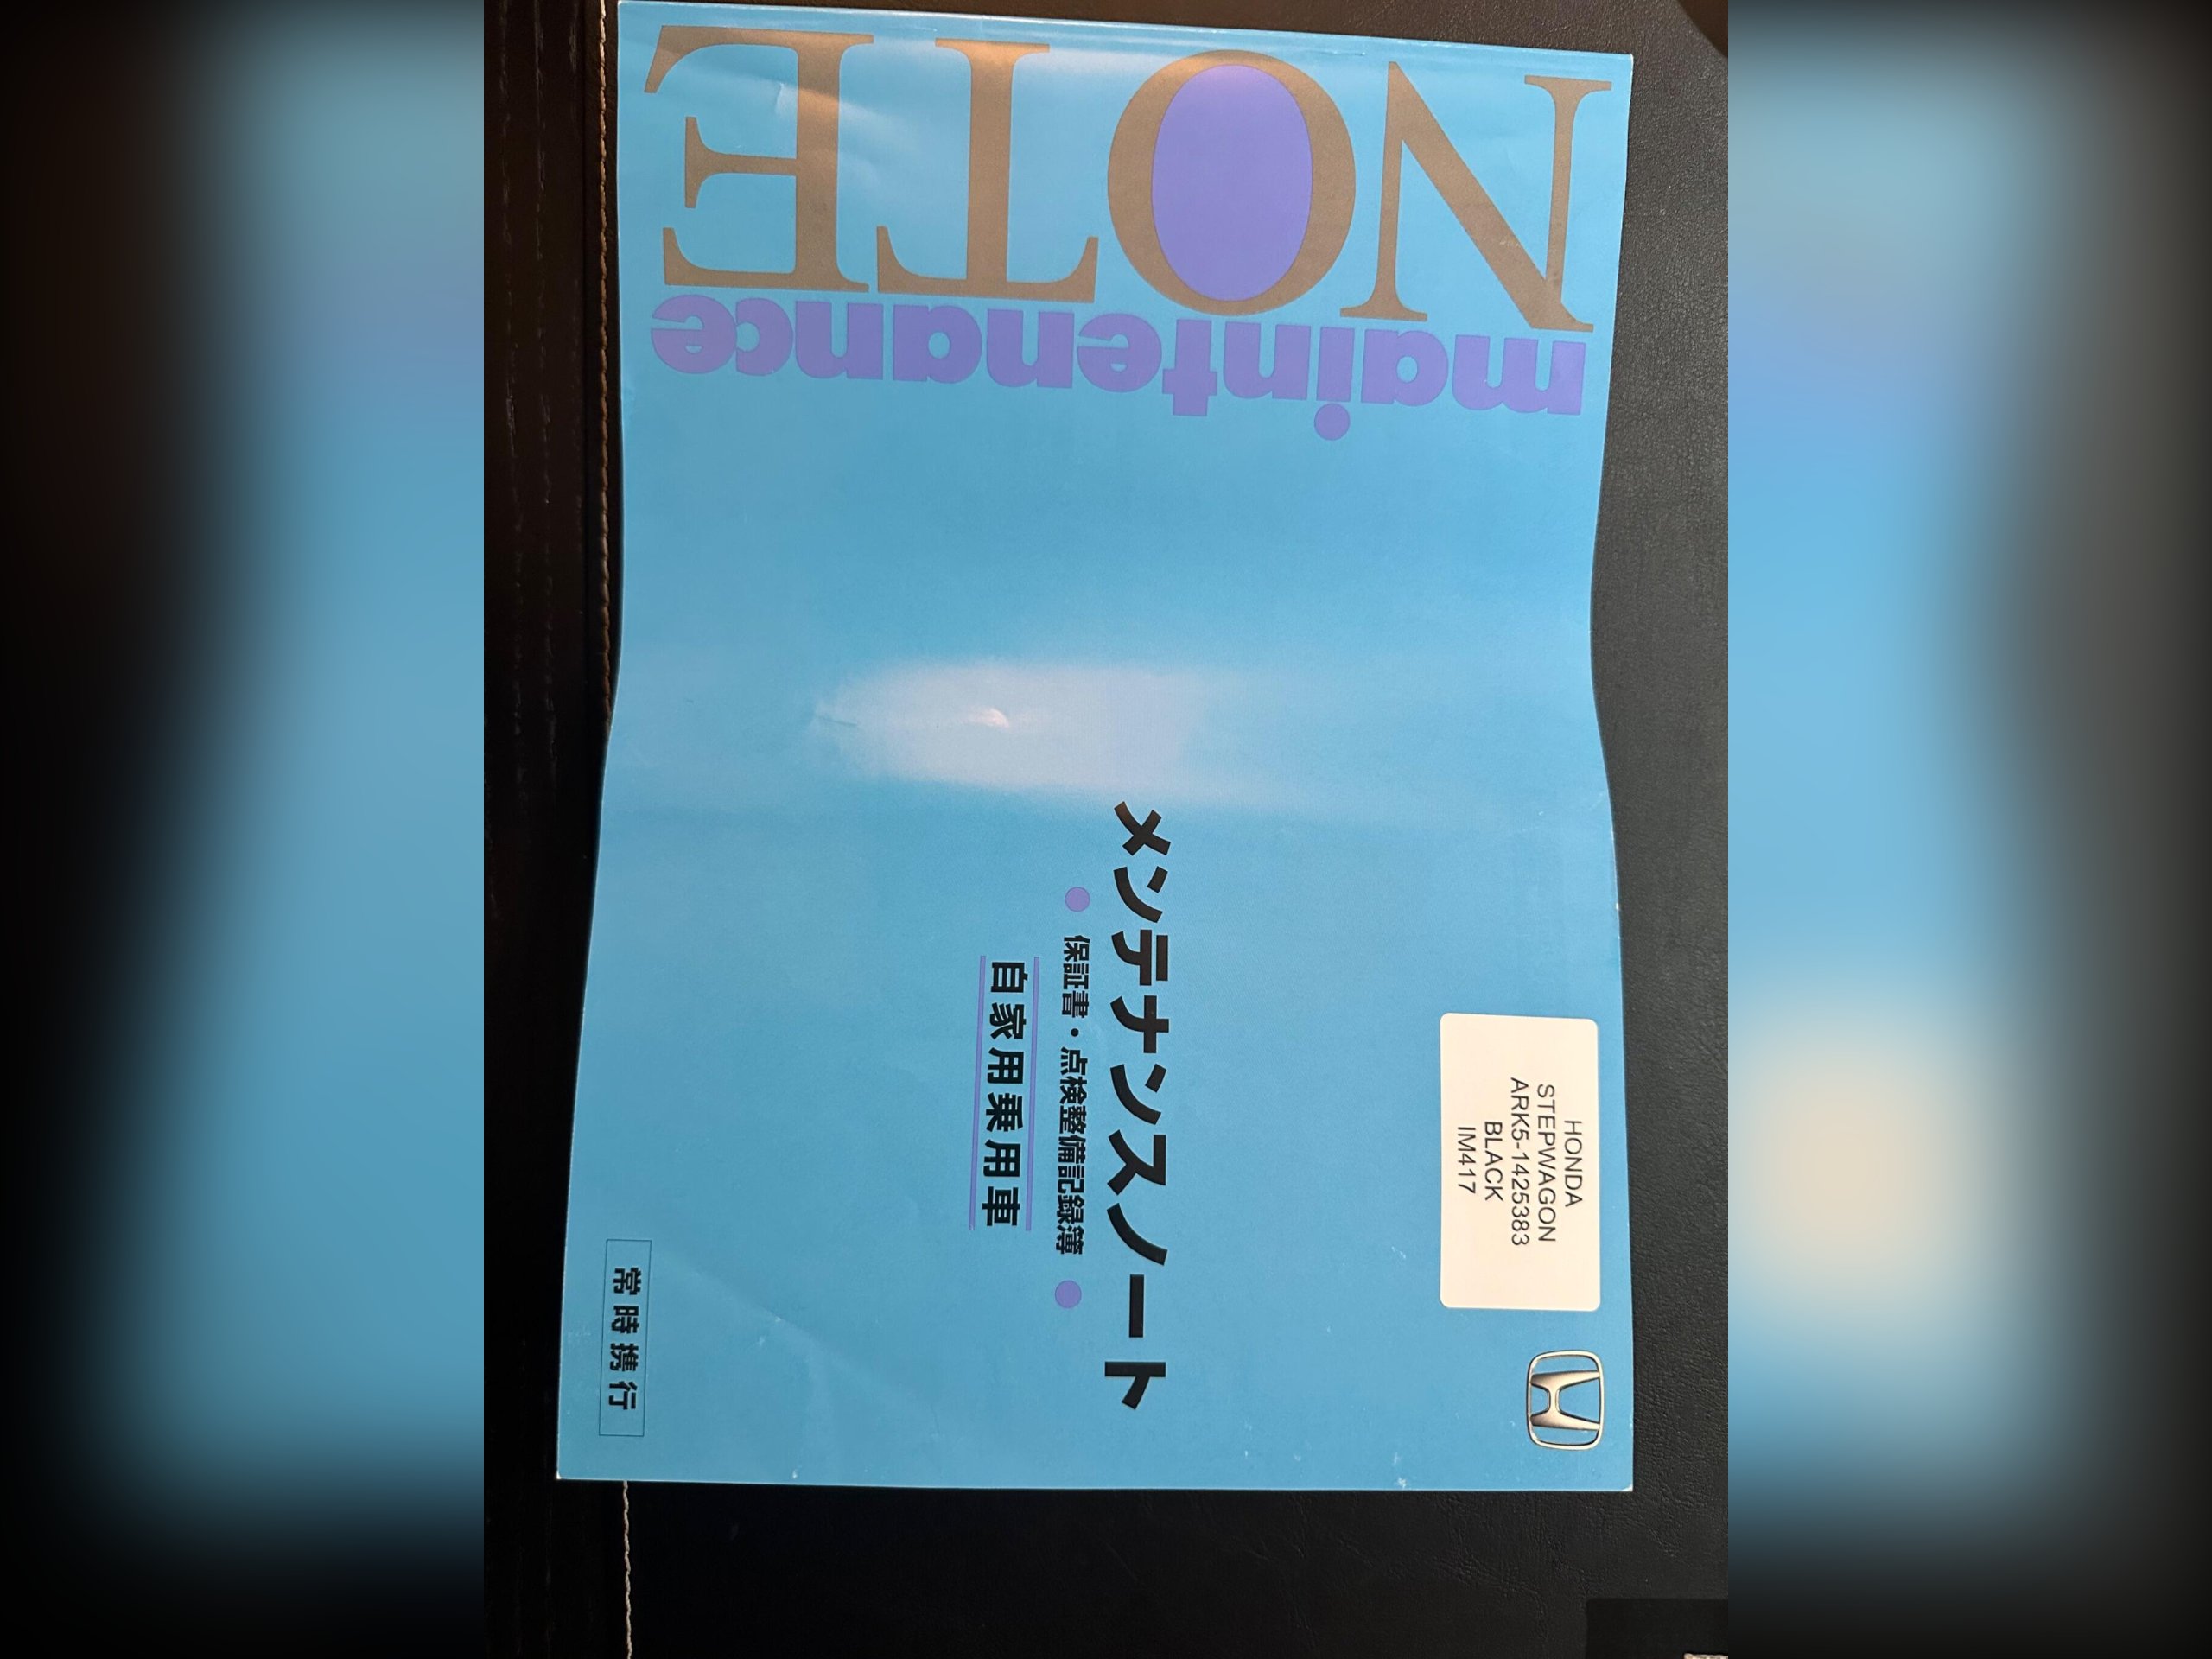 maintenance
NOTE
メンテナンスノート
● 保証書・点検整備記録簿 ●
自家用乗用車
常時携行
HONDA
STEPWAGON
ARK5-1425383
BLACK
IM417